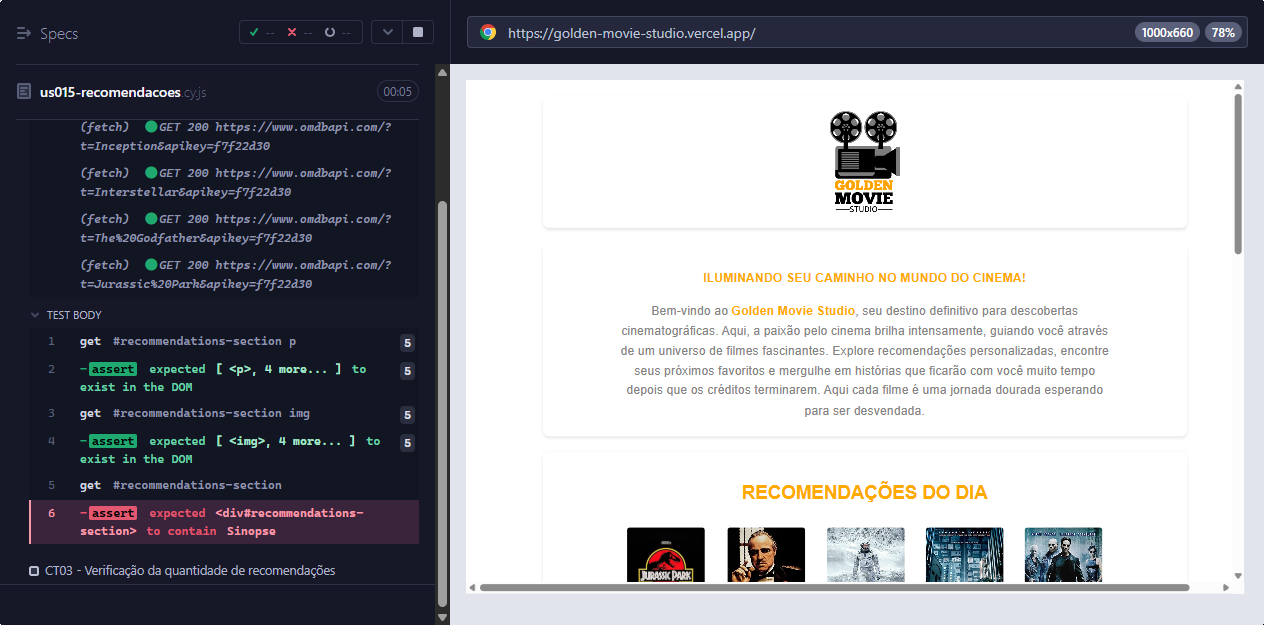 Specs
-- -- --
https://golden-movie-studio.vercel.app/
1000x660
78%
us015-recomendacoes.cy.js
00:05
(fetch) GET 200 https://www.omdbapi.com/?
t=Inception&apikey=f7f22d30
(fetch) GET 200 https://www.omdbapi.com/?
t=Interstellar&apikey=f7f22d30
(fetch) GET 200 https://www.omdbapi.com/?
t=The%20Godfather&apikey=f7f22d30
(fetch) GET 200 https://www.omdbapi.com/?
t=Jurassic%20Park&apikey=f7f22d30
TEST BODY
1 get #recommendations-section p 5
2 -assert expected [ <p>, 4 more... ] to 5
exist in the DOM
3 get #recommendations-section img 5
4 -assert expected [ <img>, 4 more... ] to 5
exist in the DOM
5 get #recommendations-section
6 -assert expected <div#recommendations-
section> to contain Sinopse
CT03 - Verificação da quantidade de recomendações
GOLDEN
MOVIE
STUDIO
ILUMINANDO SEU CAMINHO NO MUNDO DO CINEMA!
Bem-vindo ao Golden Movie Studio, seu destino definitivo para descobertas
cinematográficas. Aqui, a paixão pelo cinema brilha intensamente, guiando você através
de um universo de filmes fascinantes. Explore recomendações personalizadas, encontre
seus próximos favoritos e mergulhe em histórias que ficarão com você muito tempo
depois que os créditos terminarem. Aqui cada filme é uma jornada dourada esperando
para ser desvendada.
RECOMENDAÇÕES DO DIA
JURASSIC PARK